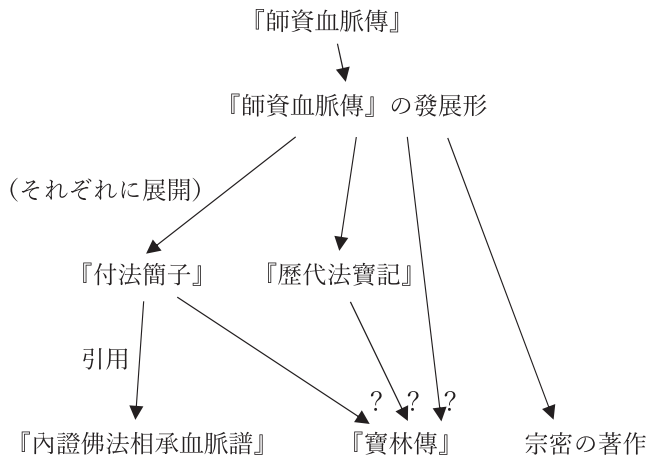 『師資血脈傳』
『師資血脈傳』の發展形
（それぞれに展開）
『付法簡子』
『歷代法寶記』
引用
? ? ?
『內證佛法相承血脈譜』
『寶林傳』
宗密の著作